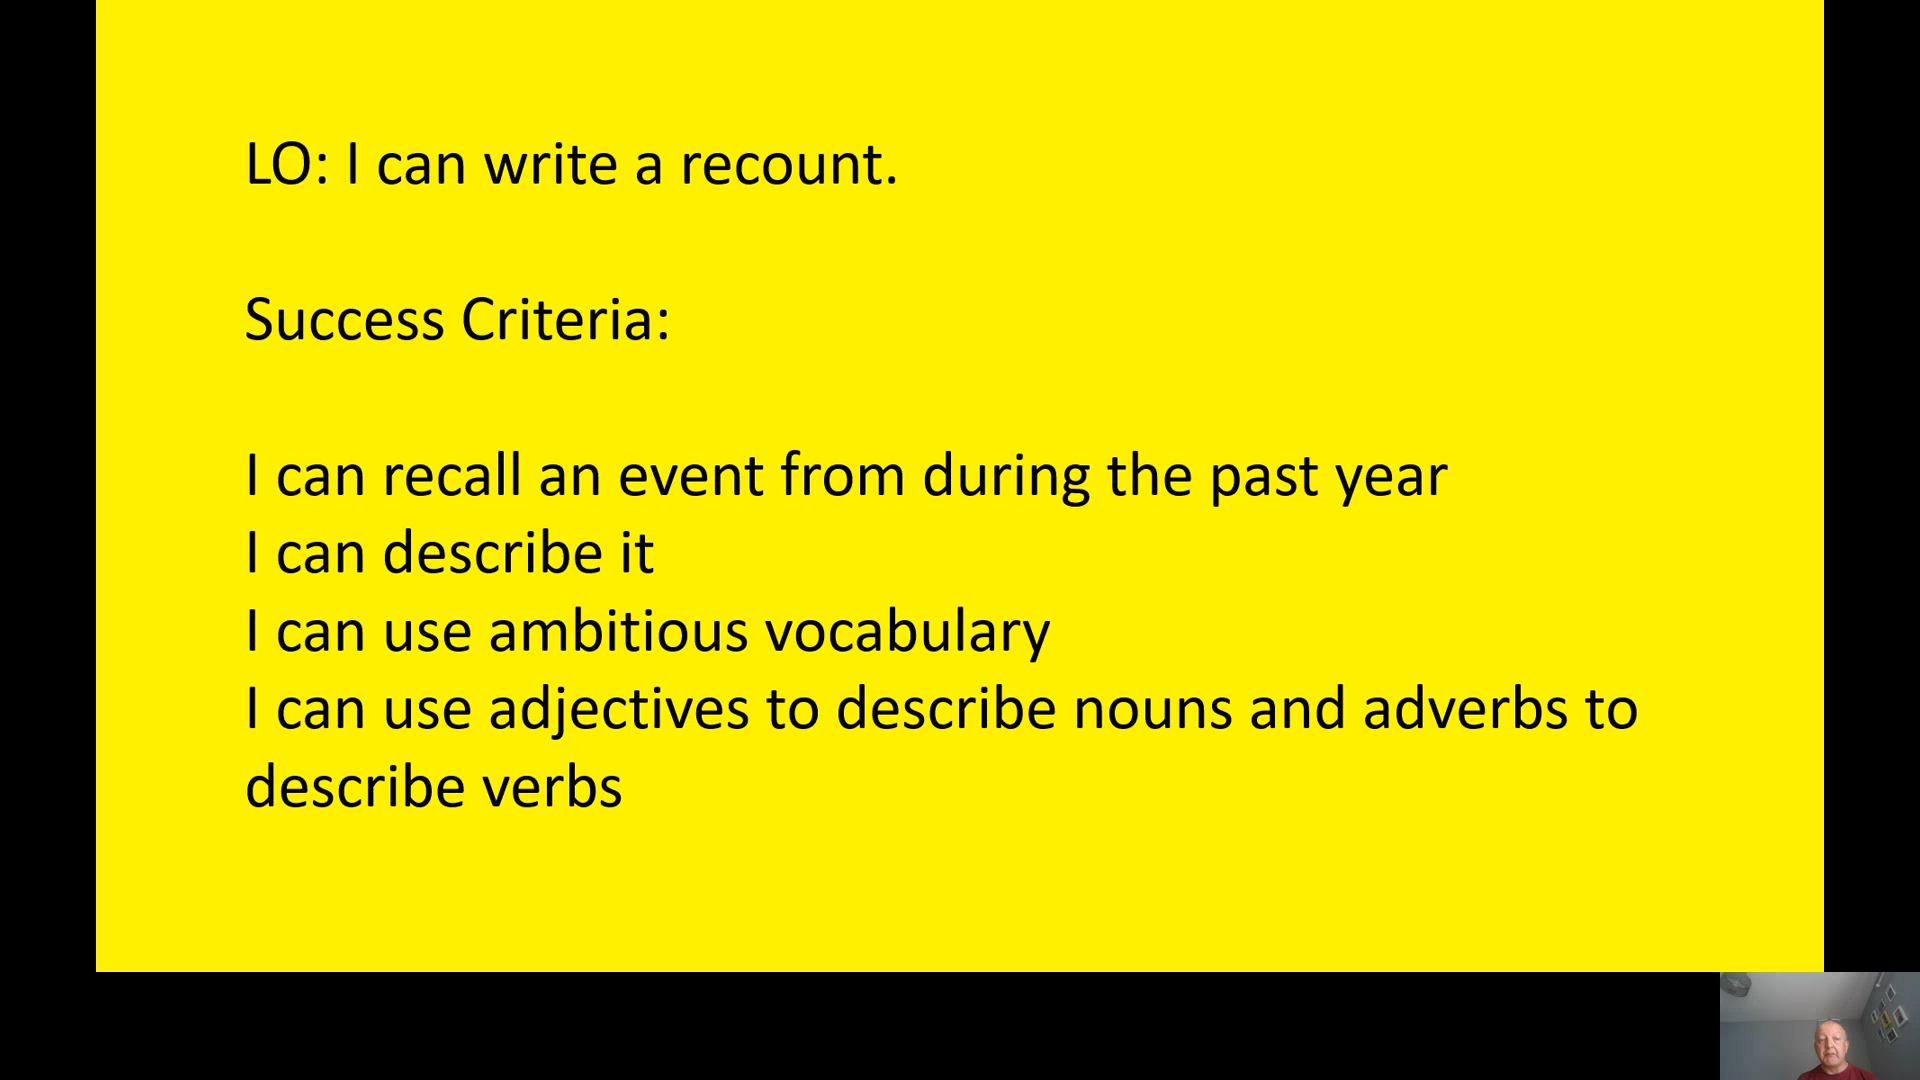 LO: I can write a recount.
Success Criteria:
I can recall an event from during the past year
I can describe it
I can use ambitious vocabulary
I can use adjectives to describe nouns and adverbs to
describe verbs